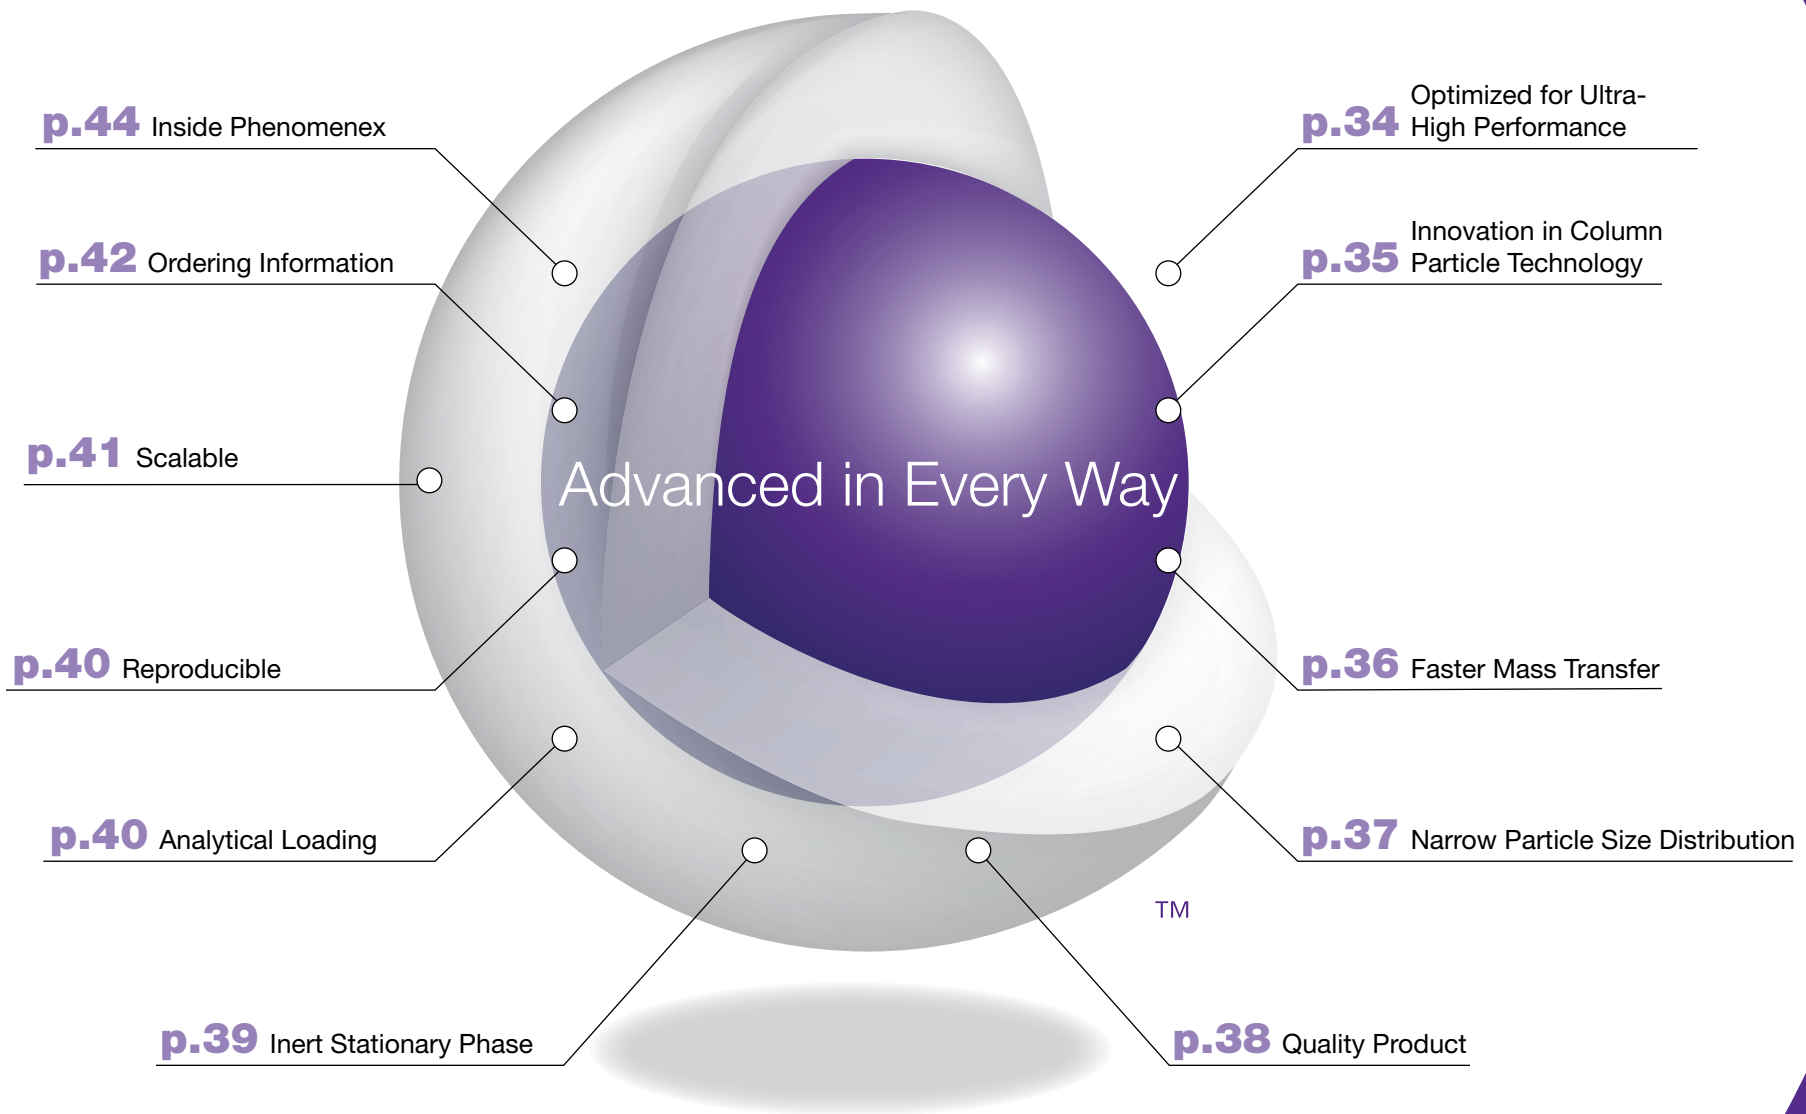 p.44 Inside Phenomenex
p.42 Ordering Information
p.41 Scalable
p.40 Reproducible
p.40 Analytical Loading
p.39 Inert Stationary Phase
Advanced in Every Way
TM
p.34 Optimized for Ultra-
High Performance
p.35 Innovation in Column
Particle Technology
p.36 Faster Mass Transfer
p.37 Narrow Particle Size Distribution
p.38 Quality Product